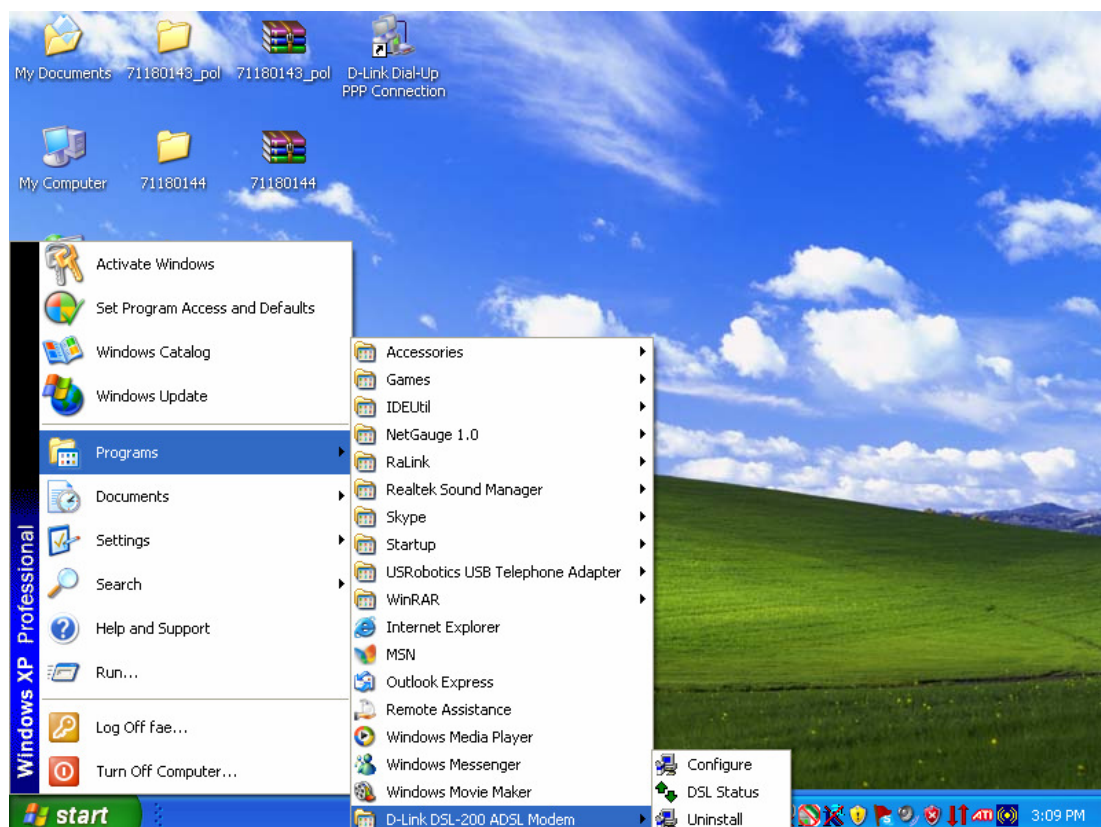 My Documents
71180143_pol
71180143_pol
D-Link Dial-Up
PPP Connection
My Computer
71180144
71180144
Activate Windows
Set Program Access and Defaults
Windows Catalog
Windows Update
Programs
Documents
Settings
Search
Help and Support
Run...
Log Off fae...
Turn Off Computer...
Windows XP Professional
Accessories
Games
IDEUtil
NetGauge 1.0
RaLink
Realtek Sound Manager
Skype
Startup
USRobotics USB Telephone Adapter
WinRAR
Internet Explorer
MSN
Outlook Express
Remote Assistance
Windows Media Player
Windows Messenger
Windows Movie Maker
D-Link DSL-200 ADSL Modem
Configure
DSL Status
Uninstall
start
ATI
3:09 PM